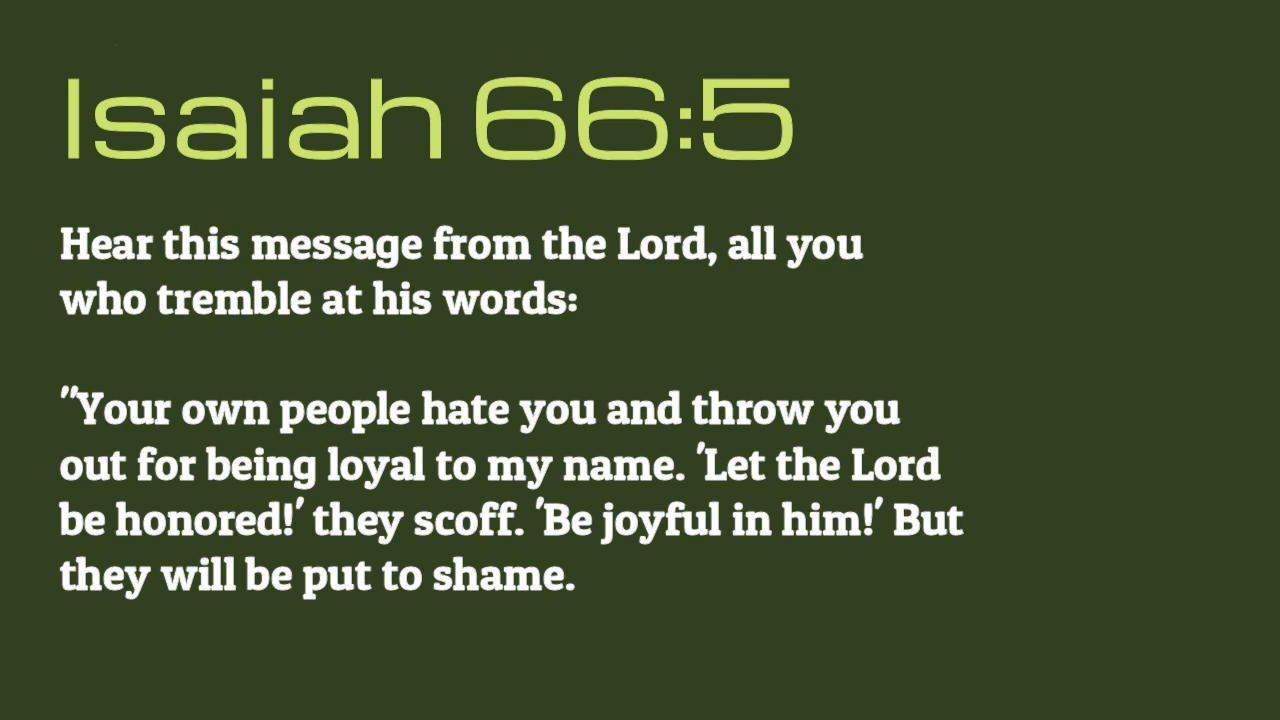 Isaiah 66:5
Hear this message from the Lord, all you
who tremble at his words:
"Your own people hate you and throw you
out for being loyal to my name. 'Let the Lord
be honored!' they scoff. 'Be joyful in him!' But
they will be put to shame.